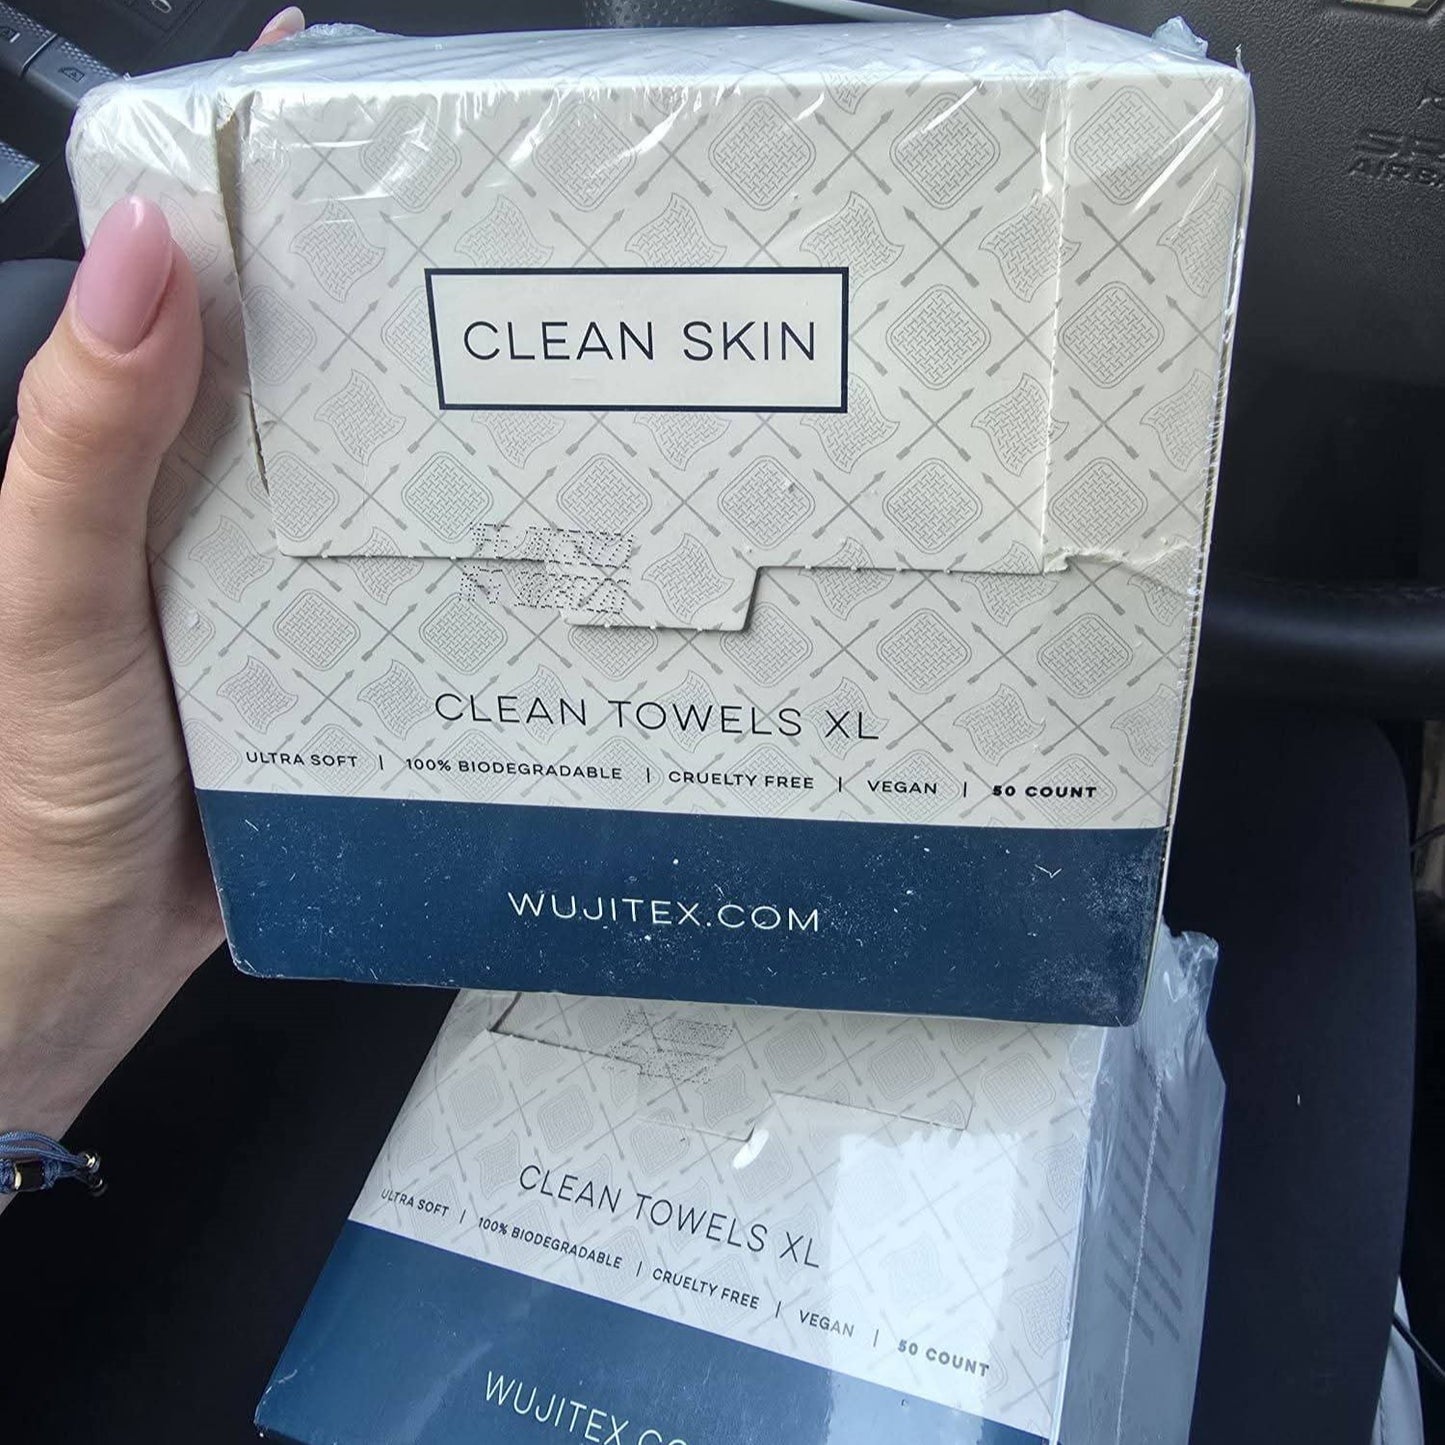 CLEAN SKIN
CLEAN TOWELS XL
ULTRA SOFT | 100% BIODEGRADABLE | CRUELTY FREE | VEGAN | 50 COUNT
WUJITEX.COM
CLEAN TOWELS XL
ULTRA SOFT | 100% BIODEGRADABLE | CRUELTY FREE | VEGAN | 50 COUNT